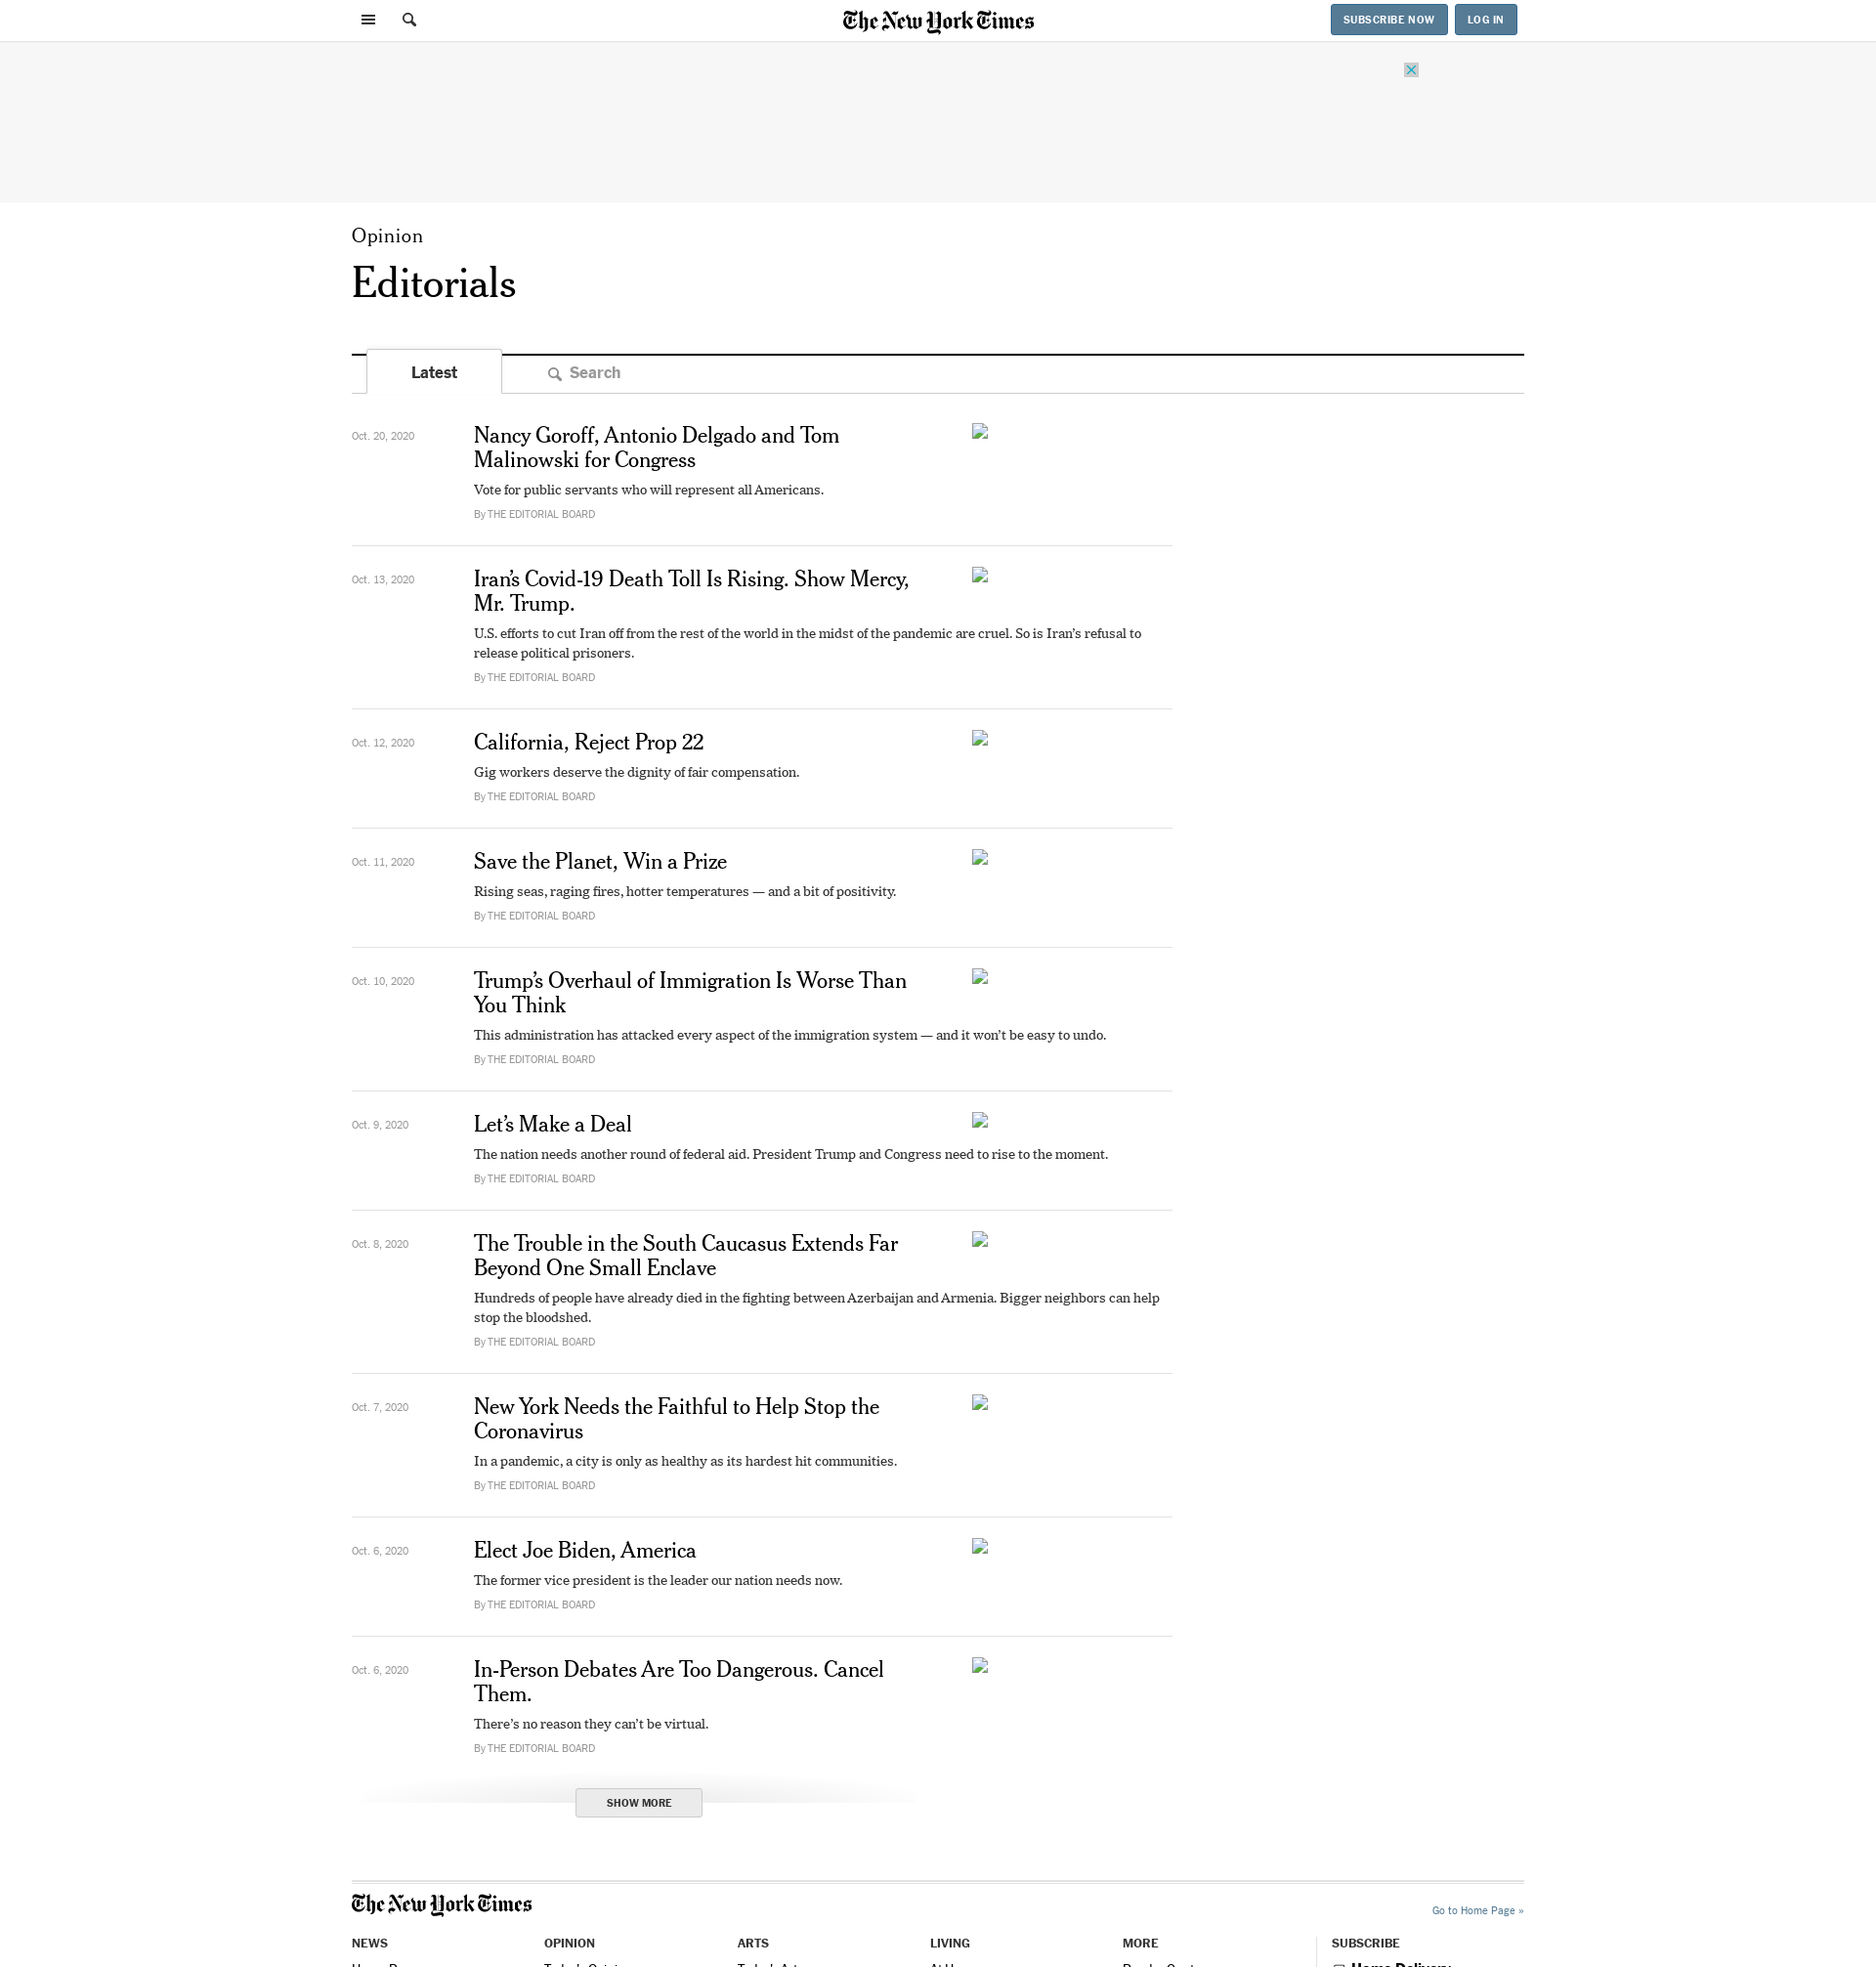 The New York Times
SUBSCRIBE NOW
LOG IN
Opinion
Editorials
Latest
Search
Oct. 20, 2020
Nancy Goroff, Antonio Delgado and Tom
Malinowski for Congress
Vote for public servants who will represent all Americans.
By THE EDITORIAL BOARD
Oct. 13, 2020
Iran’s Covid-19 Death Toll Is Rising. Show Mercy,
Mr. Trump.
U.S. efforts to cut Iran off from the rest of the world in the midst of the pandemic are cruel. So is Iran’s refusal to
release political prisoners.
By THE EDITORIAL BOARD
Oct. 12, 2020
California, Reject Prop 22
Gig workers deserve the dignity of fair compensation.
By THE EDITORIAL BOARD
Oct. 11, 2020
Save the Planet, Win a Prize
Rising seas, raging fires, hotter temperatures — and a bit of positivity.
By THE EDITORIAL BOARD
Oct. 10, 2020
Trump’s Overhaul of Immigration Is Worse Than
You Think
This administration has attacked every aspect of the immigration system — and it won’t be easy to undo.
By THE EDITORIAL BOARD
Oct. 9, 2020
Let’s Make a Deal
The nation needs another round of federal aid. President Trump and Congress need to rise to the moment.
By THE EDITORIAL BOARD
Oct. 8, 2020
The Trouble in the South Caucasus Extends Far
Beyond One Small Enclave
Hundreds of people have already died in the fighting between Azerbaijan and Armenia. Bigger neighbors can help
stop the bloodshed.
By THE EDITORIAL BOARD
Oct. 7, 2020
New York Needs the Faithful to Help Stop the
Coronavirus
In a pandemic, a city is only as healthy as its hardest hit communities.
By THE EDITORIAL BOARD
Oct. 6, 2020
Elect Joe Biden, America
The former vice president is the leader our nation needs now.
By THE EDITORIAL BOARD
Oct. 6, 2020
In-Person Debates Are Too Dangerous. Cancel
Them.
There’s no reason they can’t be virtual.
By THE EDITORIAL BOARD
SHOW MORE
The New York Times
Go to Home Page »
NEWS
OPINION
ARTS
LIVING
MORE
SUBSCRIBE
Home Delivery